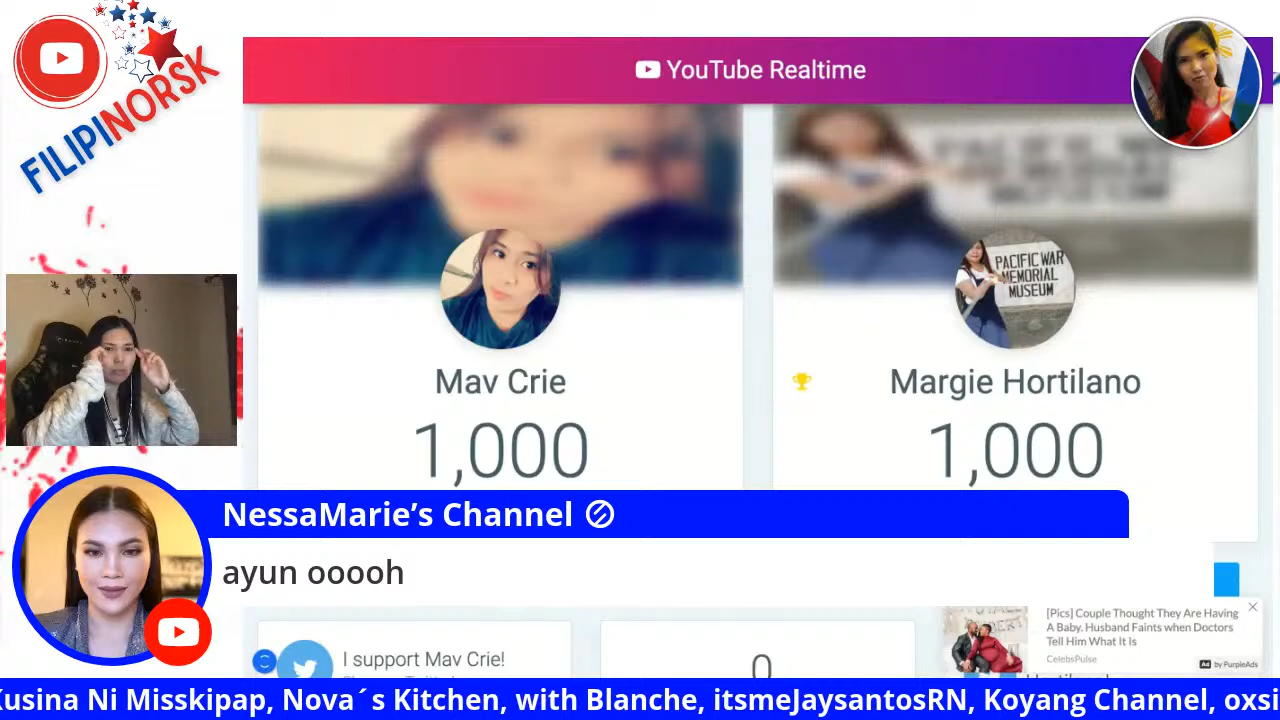 FILIPINORSK
YouTube Realtime
PACIFIC WAR
MEMORIAL
MUSEUM
Mav Crie
Margie Hortilano
1,000
1,000
NessaMarie’s Channel
ayun ooooh
[Pics] Couple Thought They Are Having
A Baby. Husband Faints when Doctors
Tell Him What It Is
CelebsPulse
Ad by PurpleAds
I support Mav Crie!
0
Kusina Ni Misskipap, Nova´s Kitchen, with Blanche, itsmeJaysantosRN, Koyang Channel, oxsi